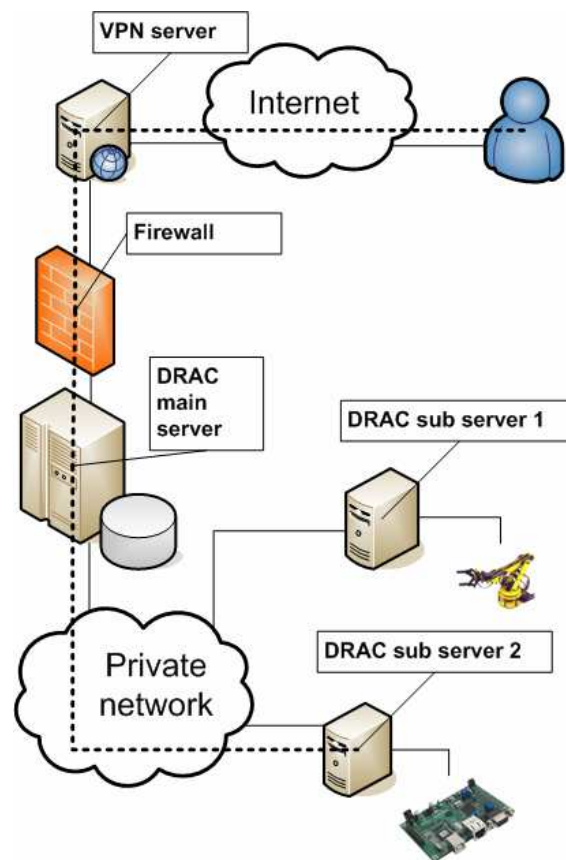 VPN server
Internet
Firewall
DRAC
main
server
DRAC sub server 1
DRAC sub server 2
Private
network